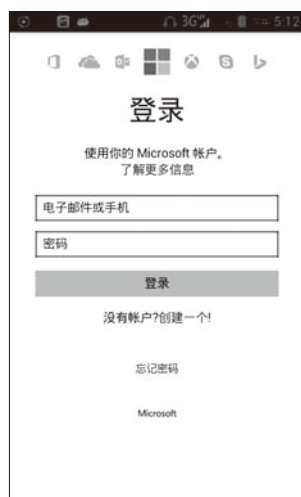 3G 5:12
登录
使用你的 Microsoft 帐户。
了解更多信息
电子邮件或手机
密码
登录
没有帐户?创建一个!
忘记密码
Microsoft